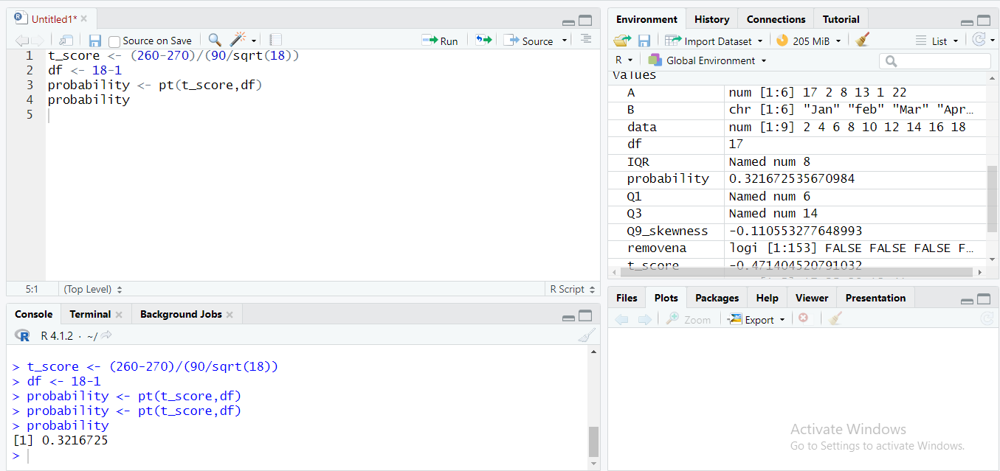 Untitled1*
Source on Save
Run
Source
1 t_score <- (260-270)/(90/sqrt(18))
2 df <- 18-1
3 probability <- pt(t_score,df)
4 probability
5
5:1
(Top Level)
R Script
Console
Terminal
Background Jobs
R 4.1.2 · ~/
> t_score <- (260-270)/(90/sqrt(18))
> df <- 18-1
> probability <- pt(t_score,df)
> probability <- pt(t_score,df)
> probability
[1] 0.3216725
>
Environment
History
Connections
Tutorial
Import Dataset
205 MiB
List
R
Global Environment
Values
A num [1:6] 17 2 8 13 1 22
B chr [1:6] "Jan" "feb" "Mar" "Apr…
data num [1:9] 2 4 6 8 10 12 14 16 18
df 17
IQR Named num 8
probability 0.321672535670984
Q1 Named num 6
Q3 Named num 14
Q9_skewness -0.110553277648993
removena logi [1:153] FALSE FALSE FALSE F…
t_score -0.471404520791032
Files
Plots
Packages
Help
Viewer
Presentation
Zoom
Export
Activate Windows
Go to Settings to activate Windows.